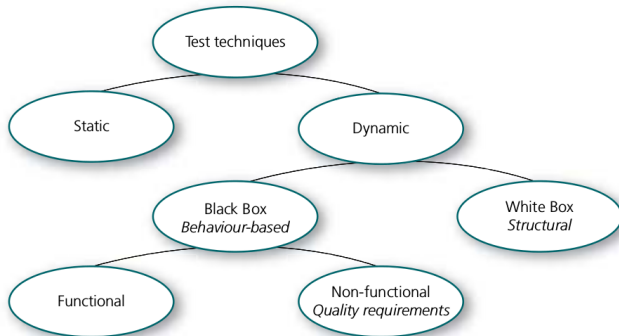 Test techniques
Static
Dynamic
Black Box
Behaviour-based
White Box
Structural
Functional
Non-functional
Quality requirements